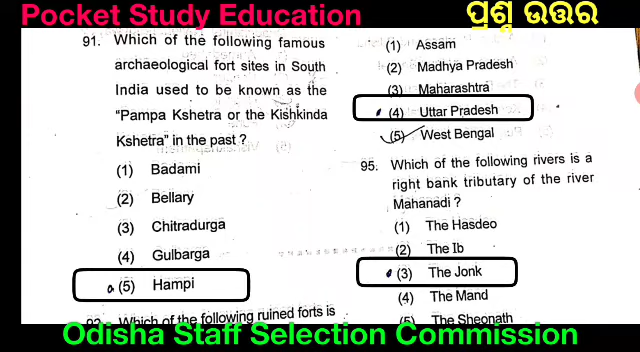 Pocket Study Education
ପ୍ରଶ୍ନ ଉତ୍ତର
91. Which of the following famous
archaeological fort sites in South
India used to be known as the
"Pampa Kshetra or the Kishkinda
Kshetra" in the past ?
(1) Badami
(2) Bellary
(3) Chitradurga
(4) Gulbarga
(5) Hampi
92. Which of the following ruined forts is
(1) Assam
(2) Madhya Pradesh
(3) Maharashtra
(4) Uttar Pradesh
(5) West Bengal
95. Which of the following rivers is a
right bank tributary of the river
Mahanadi ?
(1) The Hasdeo
(2) The Ib
(3) The Jonk
(4) The Mand
(5) The Sheonath
Odisha Staff Selection Commission